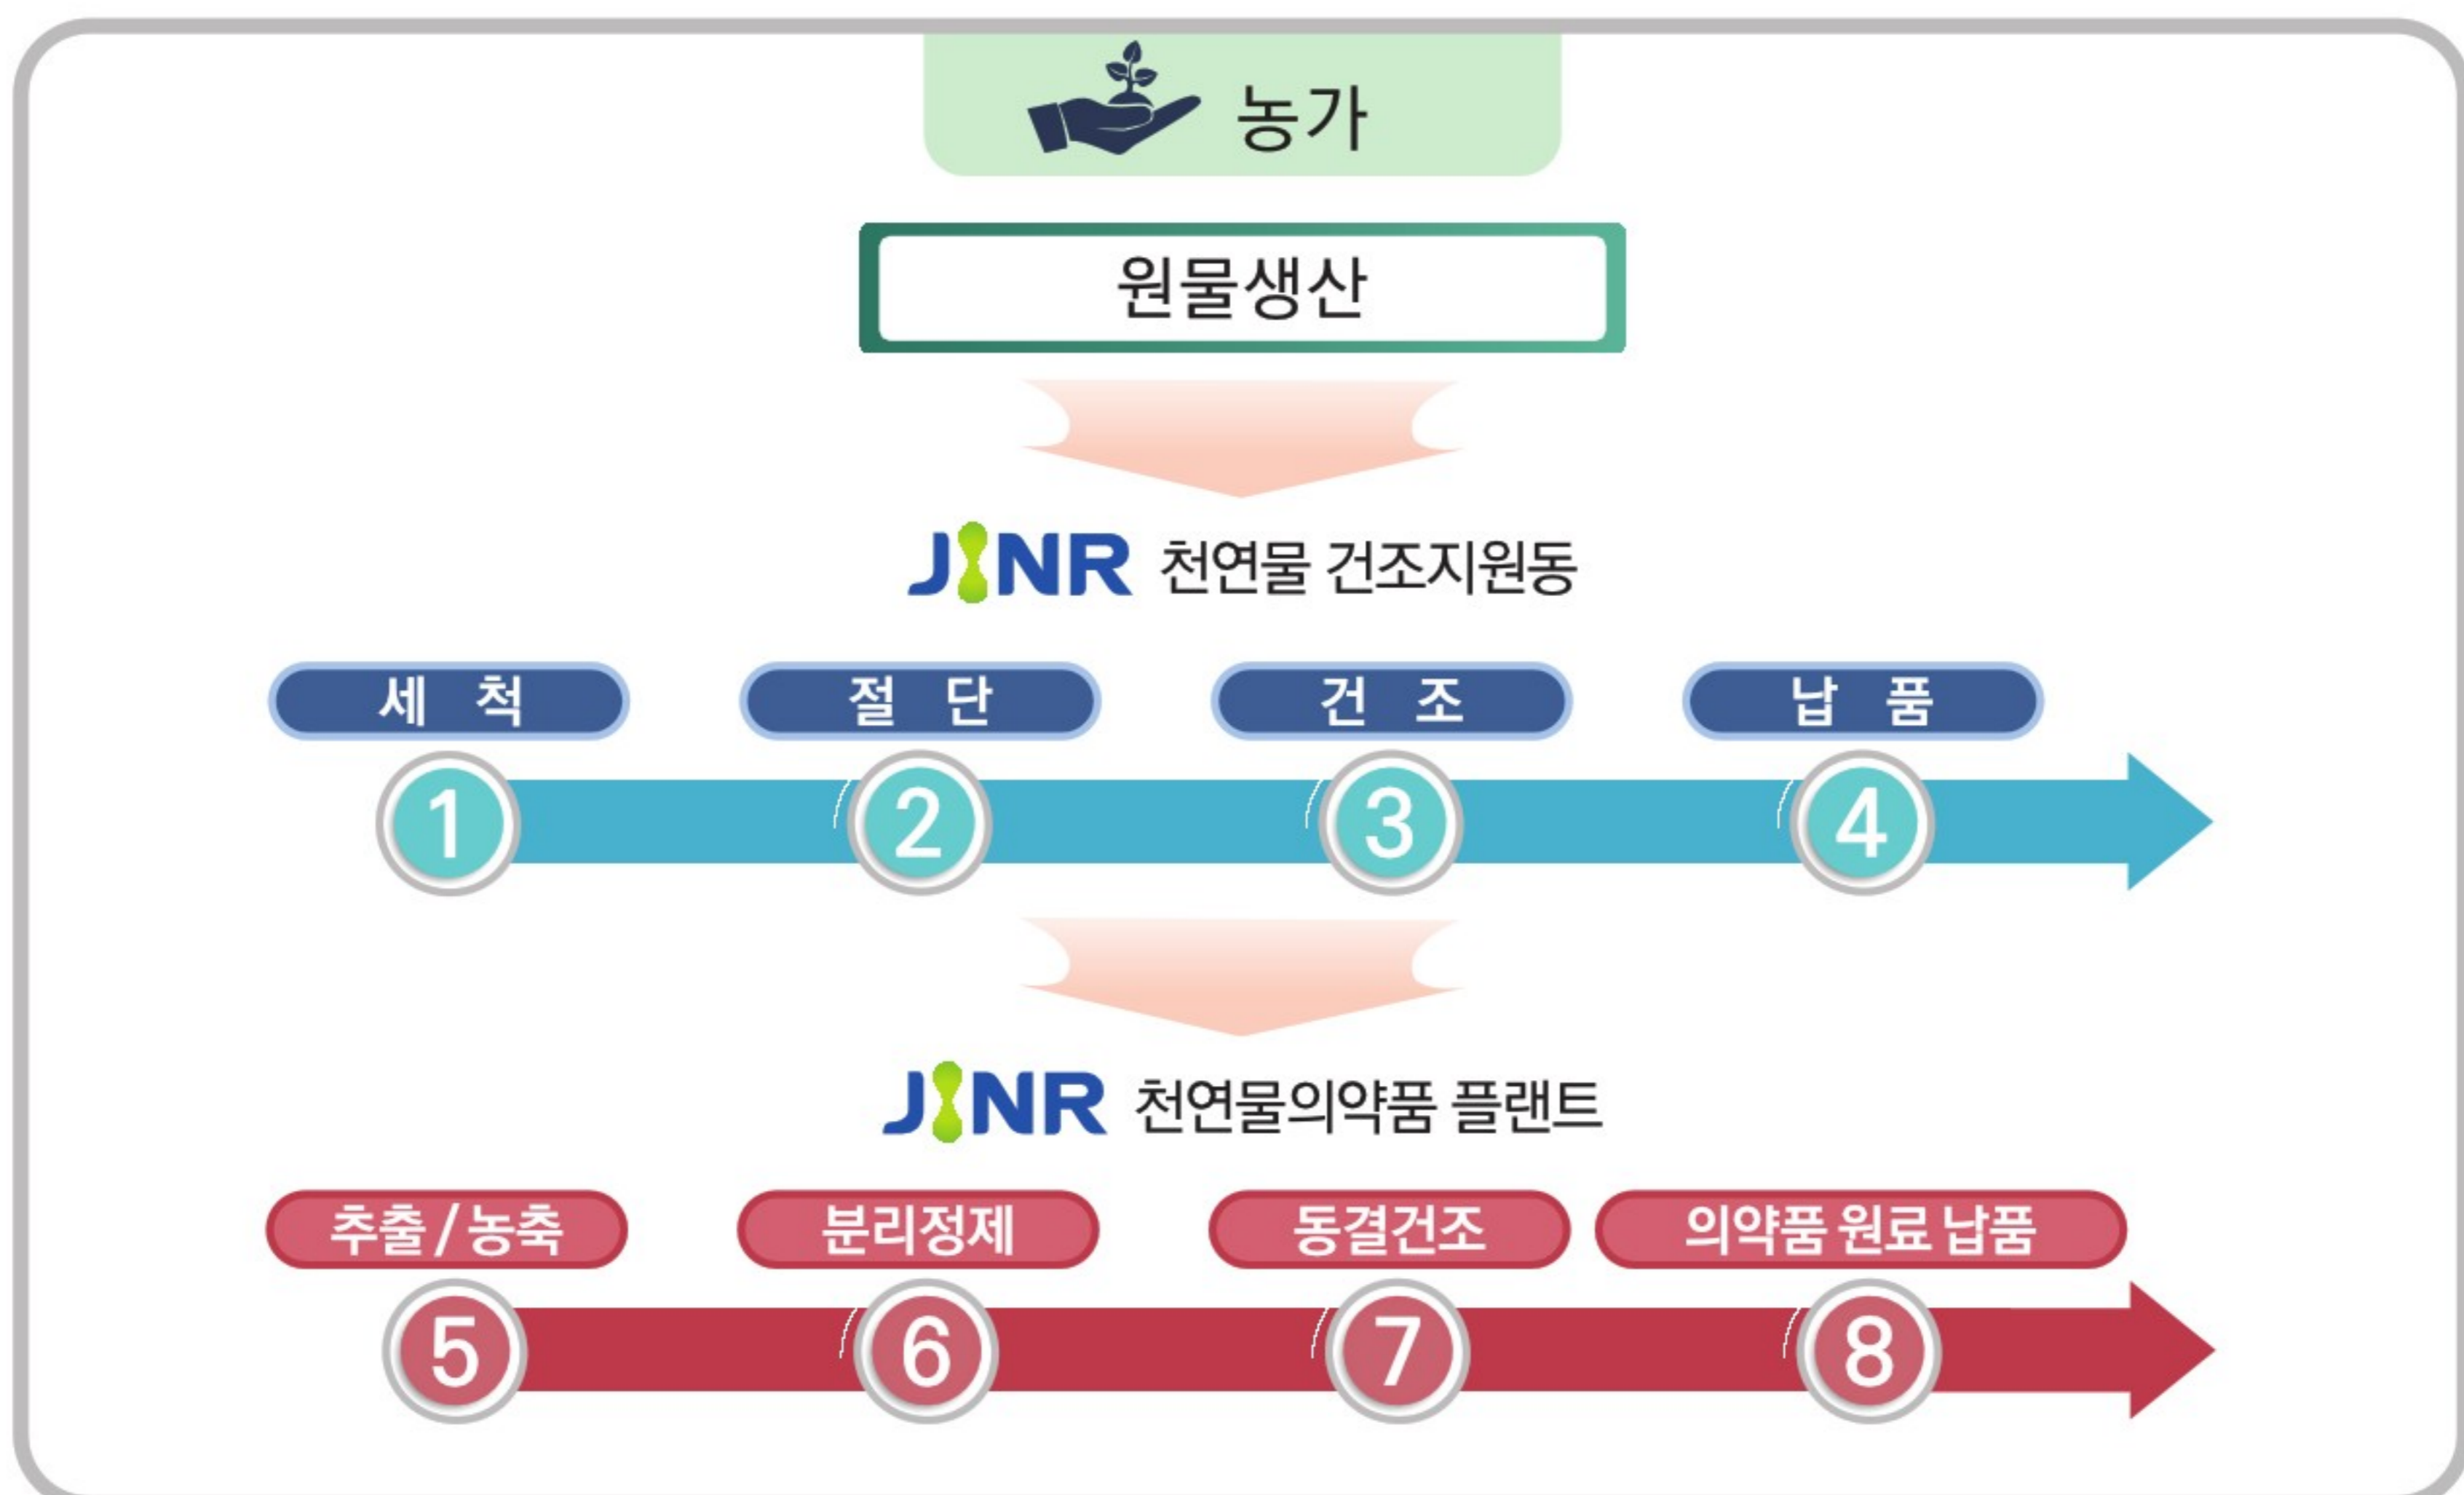 농가
원물생산
JINR 천연물 건조지원동
세 척
절 단
건 조
납 품
1
2
3
4
JINR 천연물의약품 플랜트
추출/농축
분리정제
동결건조
의약품 원료 납품
5
6
7
8